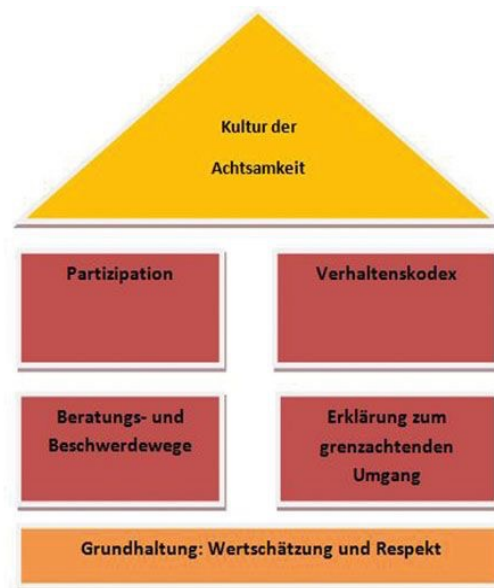 Kultur der
Achtsamkeit
Partizipation
Verhaltenskodex
Beratungs- und
Beschwerdewege
Erklärung zum
grenzachtenden
Umgang
Grundhaltung: Wertschätzung und Respekt